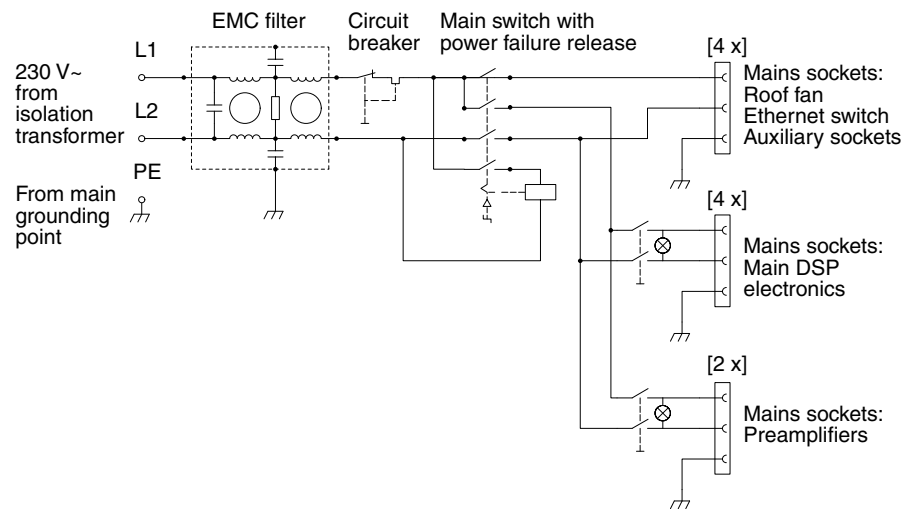 EMC filter
Circuit
breaker
Main switch with
power failure release
L1
230 V~
from
isolation
transformer
L2
PE
From main
grounding
point
[4 x]
Mains sockets:
Roof fan
Ethernet switch
Auxiliary sockets
[4 x]
Mains sockets:
Main DSP
electronics
[2 x]
Mains sockets:
Preamplifiers